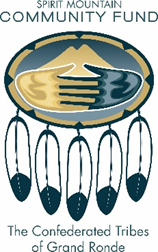 SPIRIT MOUNTAIN
COMMUNITY FUND
The Confederated Tribes
of Grand Ronde